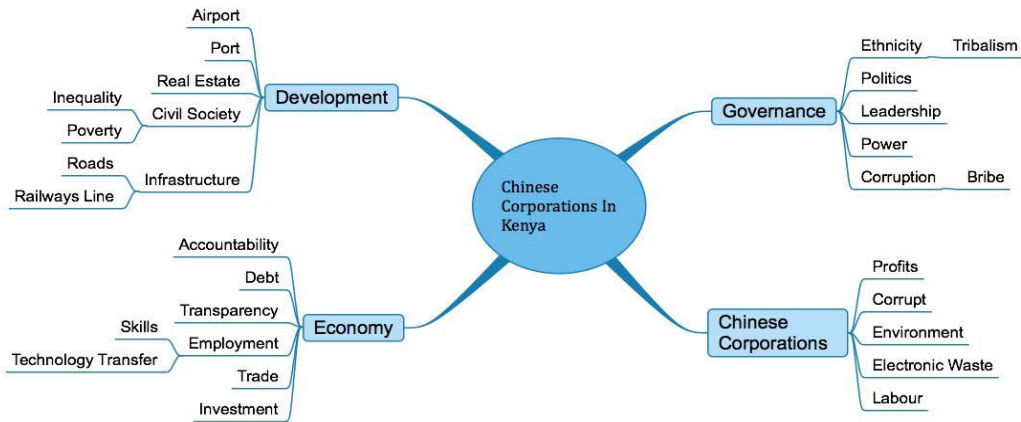 Chinese
Corporations In
Kenya
Development
Airport
Port
Real Estate
Civil Society
Inequality
Poverty
Infrastructure
Roads
Railways Line
Economy
Accountability
Debt
Transparency
Employment
Skills
Technology Transfer
Trade
Investment
Governance
Ethnicity
Tribalism
Politics
Leadership
Power
Corruption
Bribe
Chinese
Corporations
Profits
Corrupt
Environment
Electronic Waste
Labour